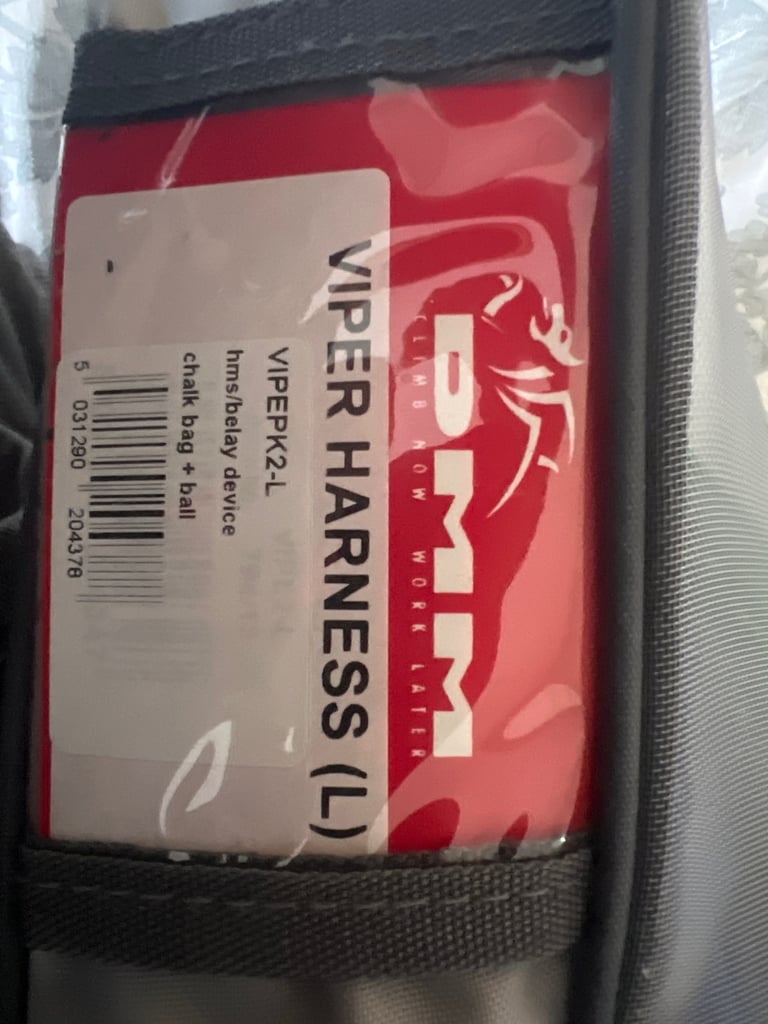 DMM
CLIMB NOW WORK LATER
VIPER HARNESS (L)
VIPEPK2-L
hms/belay device
chalk bag + ball
5 031290 204378